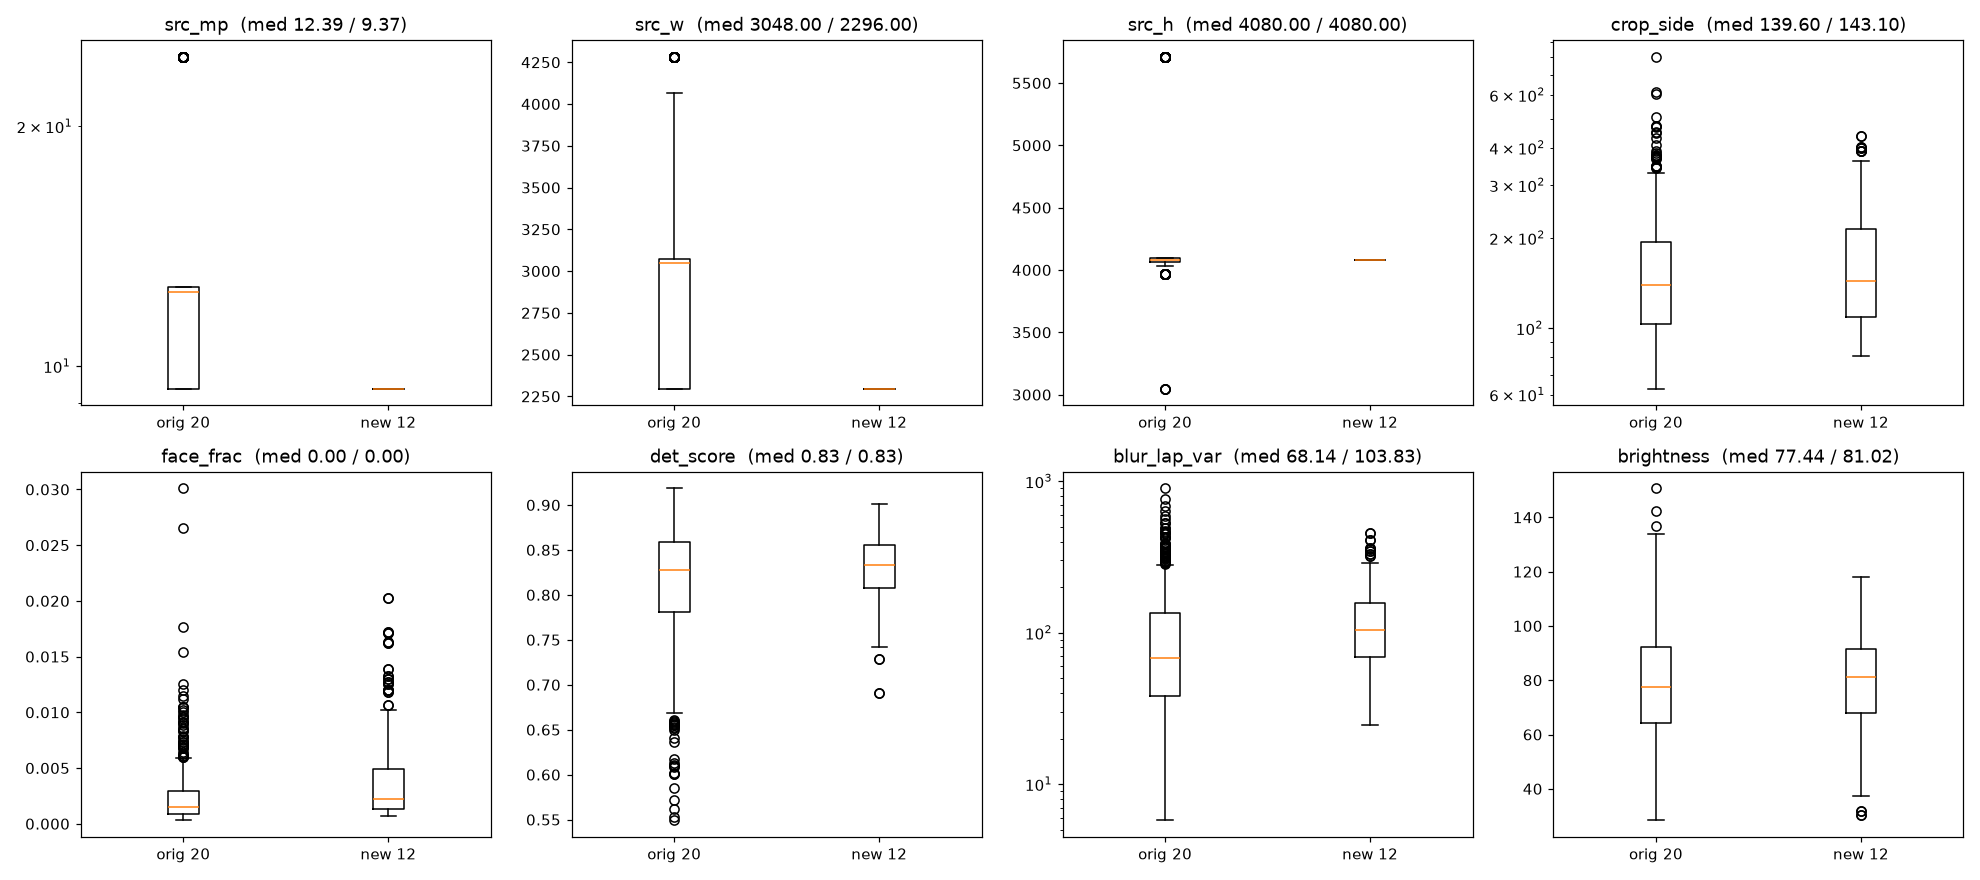 src_mp (med 12.39 / 9.37)
2 × 10¹
10¹
orig 20
new 12
src_w (med 3048.00 / 2296.00)
4250
4000
3750
3500
3250
3000
2750
2500
2250
orig 20
new 12
src_h (med 4080.00 / 4080.00)
5500
5000
4500
4000
3500
3000
orig 20
new 12
crop_side (med 139.60 / 143.10)
6 × 10²
4 × 10²
3 × 10²
2 × 10²
10²
6 × 10¹
orig 20
new 12
face_frac (med 0.00 / 0.00)
0.030
0.025
0.020
0.015
0.010
0.005
0.000
orig 20
new 12
det_score (med 0.83 / 0.83)
0.90
0.85
0.80
0.75
0.70
0.65
0.60
0.55
orig 20
new 12
blur_lap_var (med 68.14 / 103.83)
10³
10²
10¹
orig 20
new 12
brightness (med 77.44 / 81.02)
140
120
100
80
60
40
orig 20
new 12